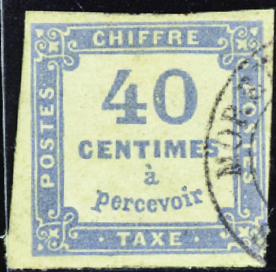 CHIFFRE
POSTES
40
CENTIMES
à
percevoir
TAXE